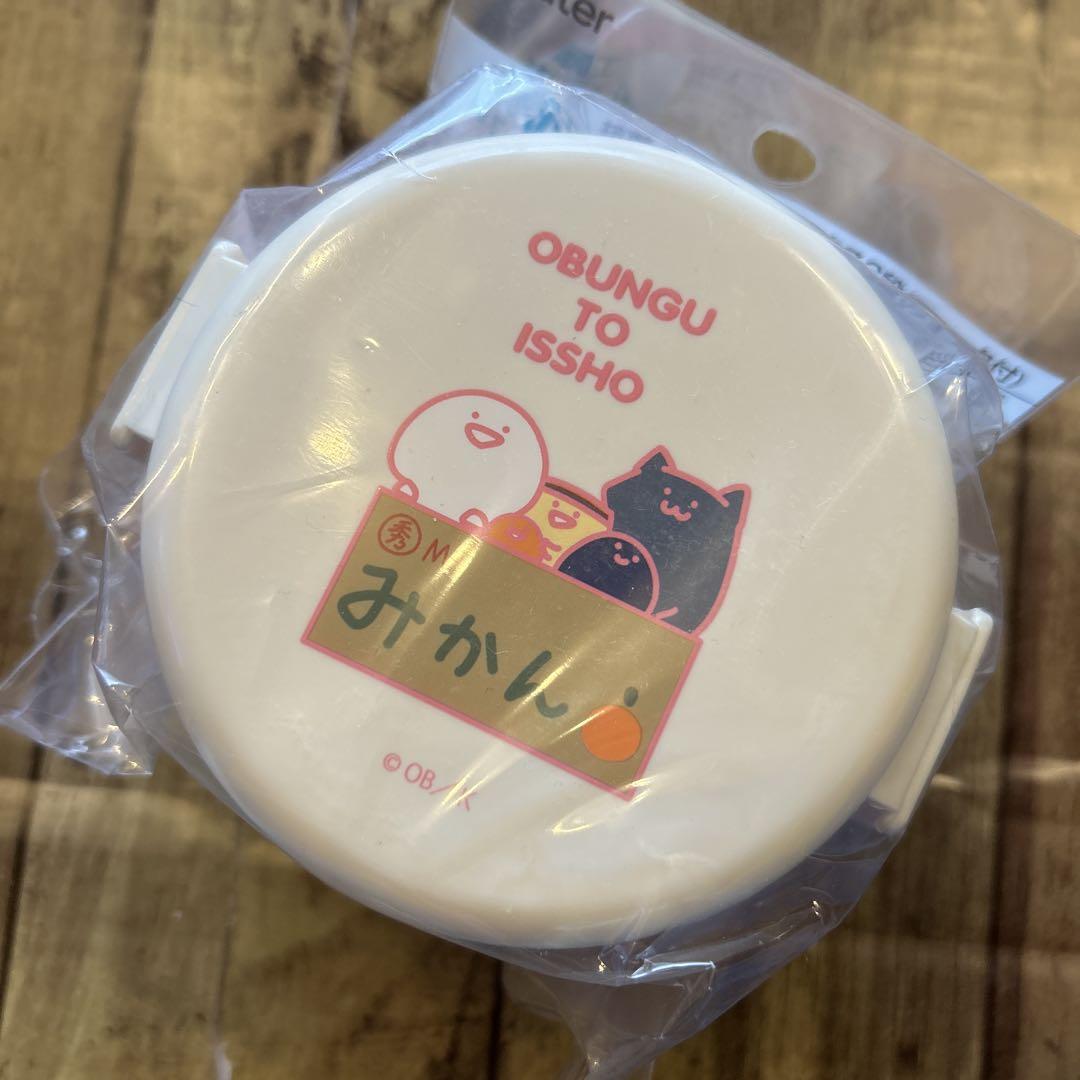 OBUNGU
TO
ISSHO
秀 M
みかん
©OB/K